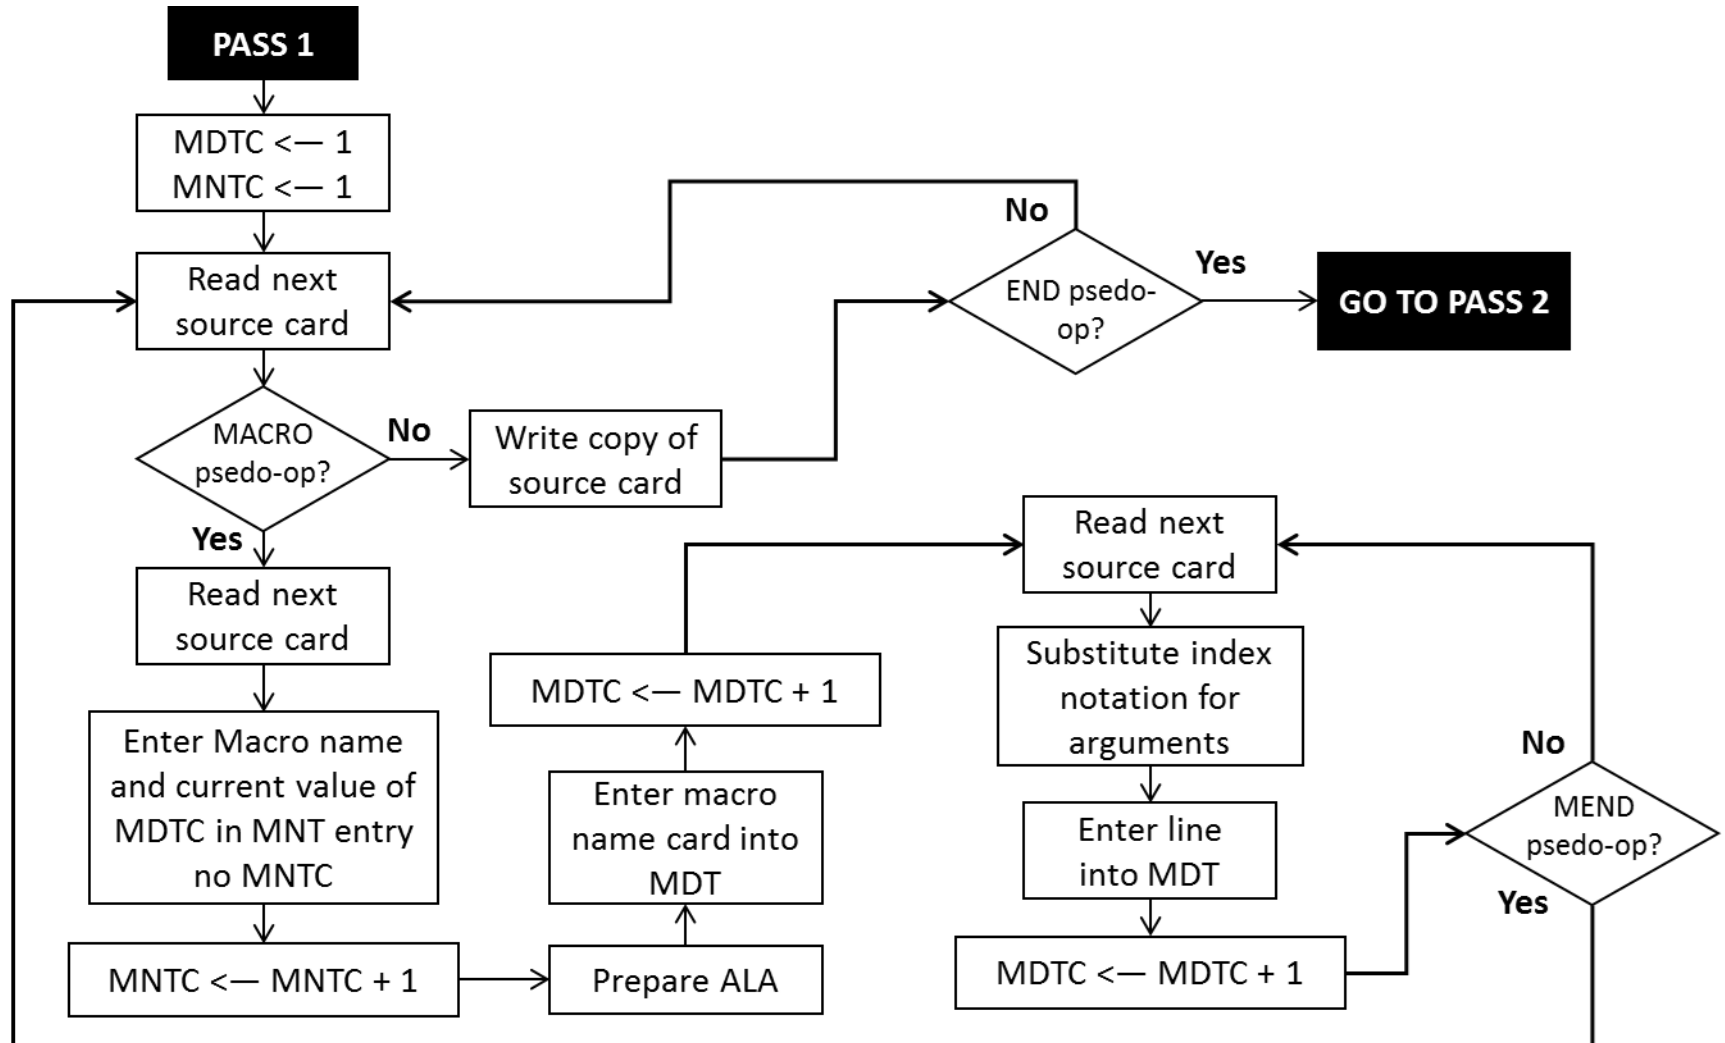 PASS 1
MDTC <— 1
MNTC <— 1
Read next
source card
MACRO
psedo-op?
No
Write copy of
source card
END psedo-
op?
No
Yes
GO TO PASS 2
Yes
Read next
source card
Enter Macro name
and current value of
MDTC in MNT entry
no MNTC
MNTC <— MNTC + 1
Prepare ALA
Enter macro
name card into
MDT
MDTC <— MDTC + 1
Read next
source card
Substitute index
notation for
arguments
Enter line
into MDT
MDTC <— MDTC + 1
MEND
psedo-op?
No
Yes